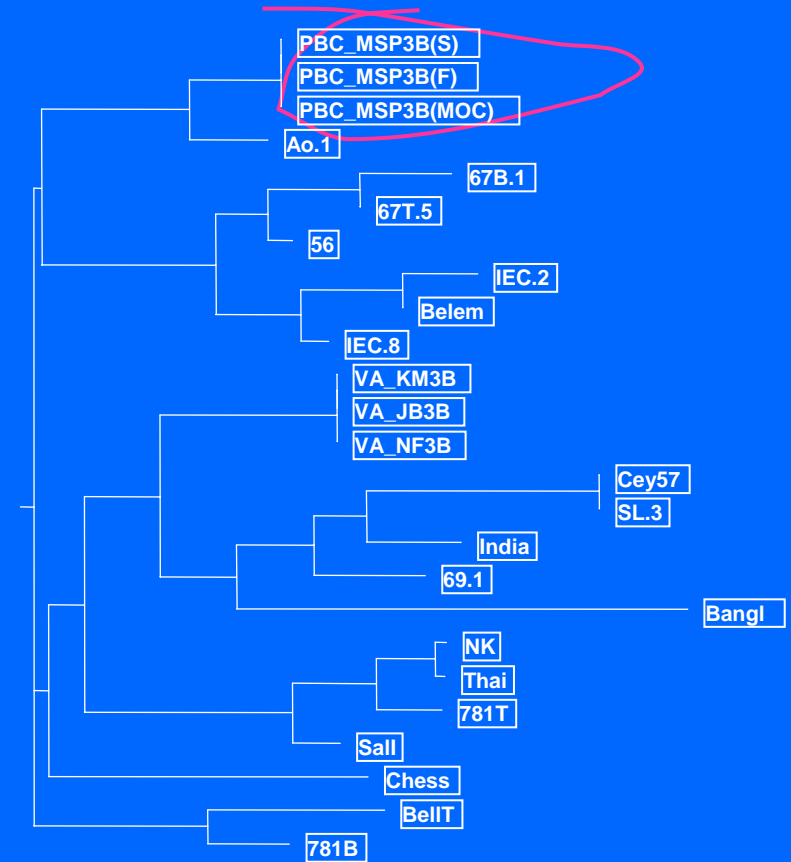 PBC_MSP3B(S)
PBC_MSP3B(F)
PBC_MSP3B(MOC)
Ao.1
67B.1
67T.5
56
IEC.2
Belem
IEC.8
VA_KM3B
VA_JB3B
VA_NF3B
Cey57
SL.3
India
69.1
Bangl
NK
Thai
781T
Sall
Chess
BellT
781B